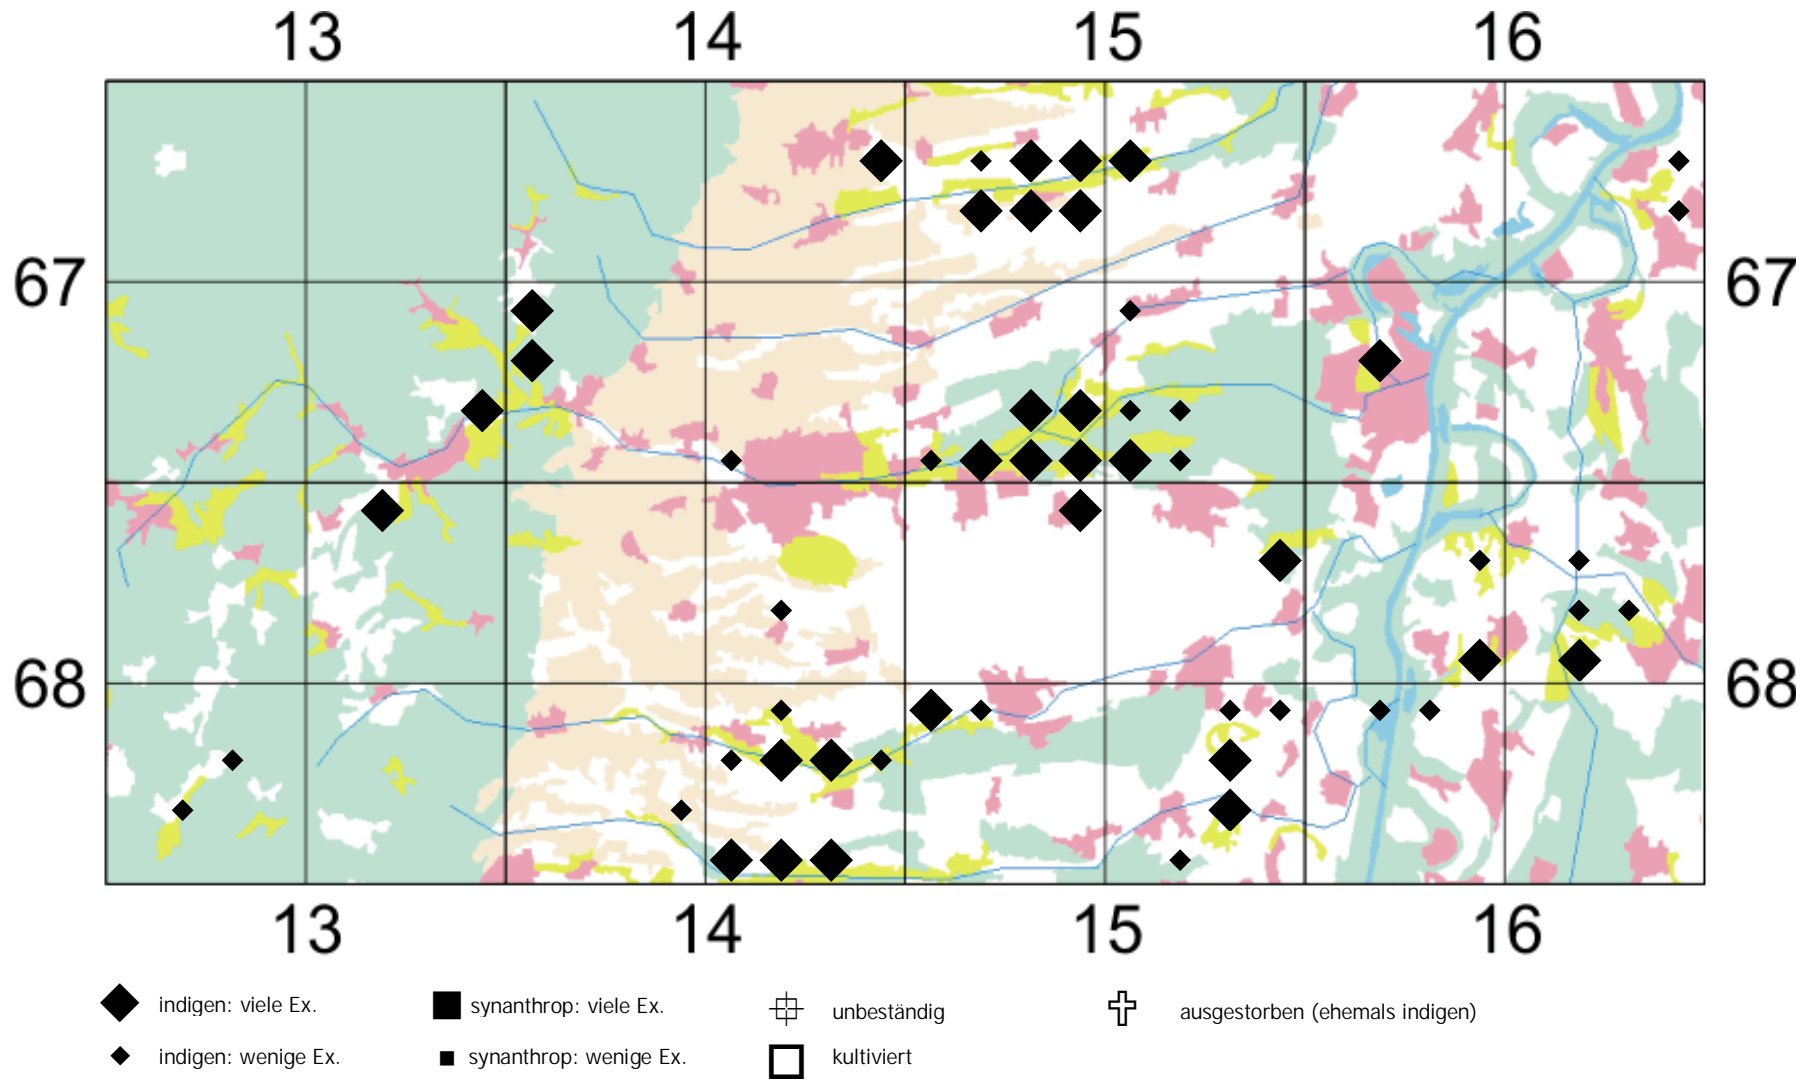 13 14 15 16
67 67
68 68
13 14 15 16
indigen: viele Ex. synanthrop: viele Ex. unbeständig ausgestorben (ehemals indigen)
indigen: wenige Ex. synanthrop: wenige Ex. kultiviert